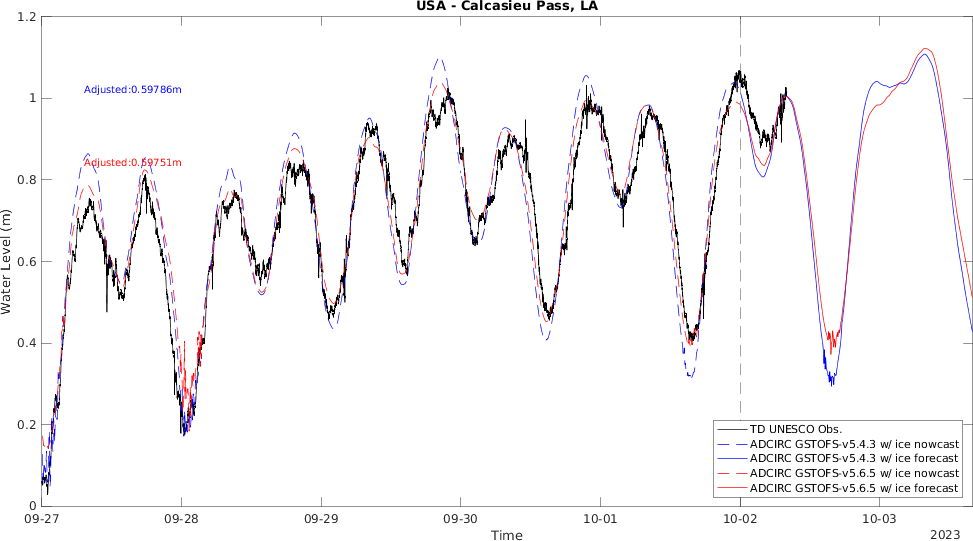 USA - Calcasieu Pass, LA
1.2
1
0.8
0.6
0.4
0.2
0
Water Level (m)
Adjusted:0.59786m
Adjusted:0.59751m
TD UNESCO Obs.
ADCIRC GSTOFS-v5.4.3 w/ ice nowcast
ADCIRC GSTOFS-v5.4.3 w/ ice forecast
ADCIRC GSTOFS-v5.6.5 w/ ice nowcast
ADCIRC GSTOFS-v5.6.5 w/ ice forecast
09-27 09-28 09-29 09-30 10-01 10-02 10-03
Time
2023